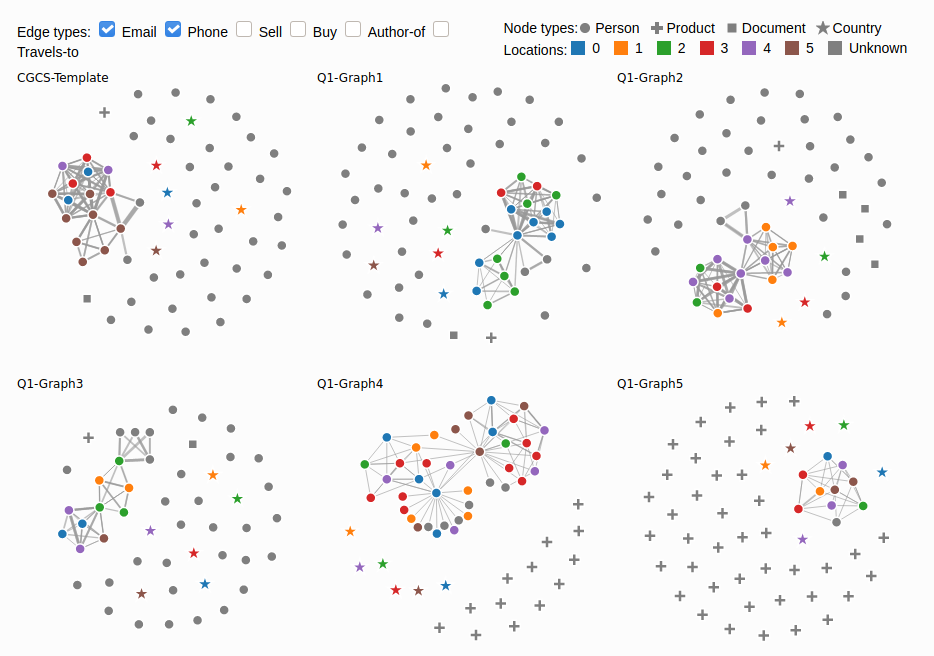 Edge types: Email Phone Sell Buy Author-of
Travels-to
Node types: Person Product Document Country
Locations: 0 1 2 3 4 5 Unknown
CGCS-Template Q1-Graph1 Q1-Graph2
Q1-Graph3 Q1-Graph4 Q1-Graph5